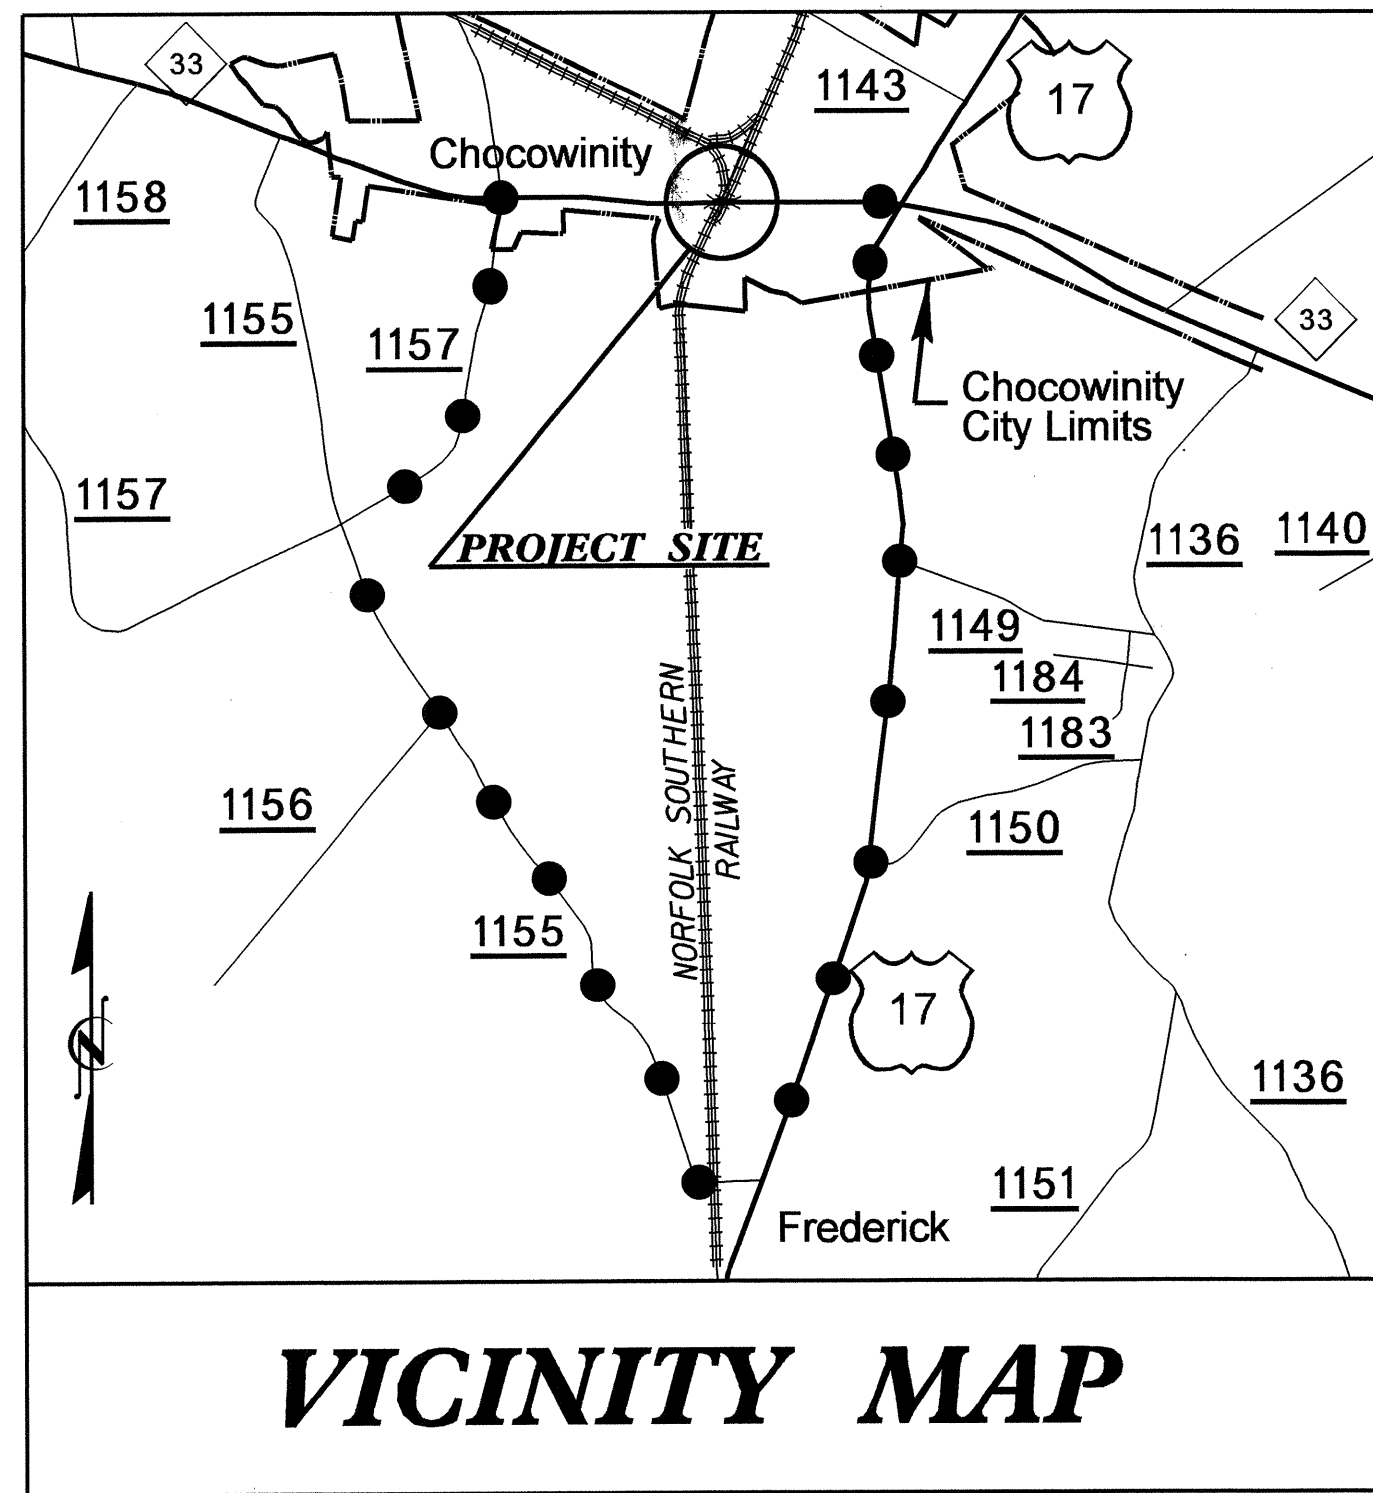 33
1143
17
Chocowinity
1158
1155
1157
33
Chocowinity
City Limits
1157
PROJECT SITE
1136
1140
1149
1184
1183
NORFOLK SOUTHERN
RAILWAY
1156
1150
1155
17
N
1136
1151
Frederick
VICINITY MAP